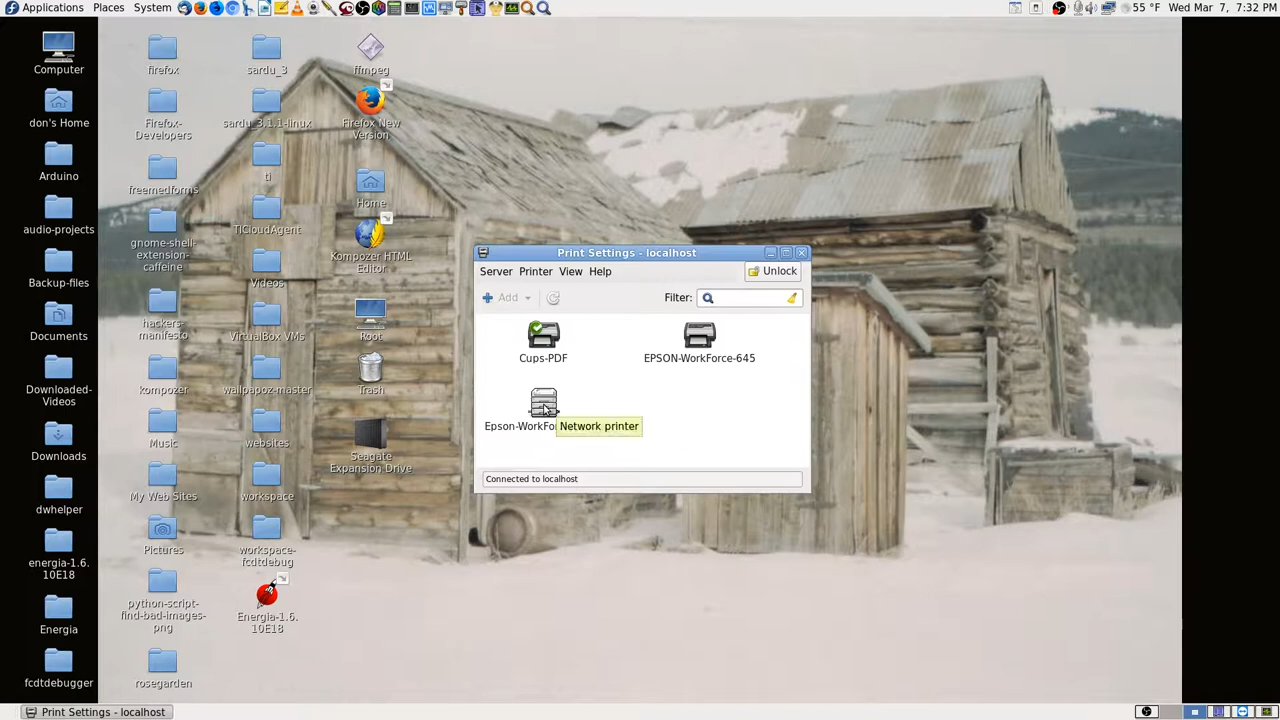 Applications Places System
55 °F Wed Mar 7, 7:32 PM
Computer
don's Home
Arduino
audio-projects
Backup-files
Documents
Downloaded-
Videos
Downloads
dwhelper
energia-1.6.
10E18
Energia
fcdtdebugger
firefox
Firefox-
Developers
freemedforms
gnome-shell-
extension-
caffeine
hackers-
manifesto
kompozer
Music
My Web Sites
Pictures
python-script-
find-bad-images-
png
rosegarden
sardu_3
sardu_3.1.1-linux
ti
TICloudAgent
Videos
VirtualBox VMs
wallpapoz-master
websites
workspace
workspace-
fcdtdebug
Energia-1.6.
10E18
ffmpeg
Firefox New
Version
Home
Kompozer HTML
Editor
Root
Trash
Seagate
Expansion Drive
Print Settings - localhost
Server Printer View Help
Unlock
Add
Filter:
Cups-PDF
EPSON-WorkForce-645
Epson-WorkFo
Network printer
Connected to localhost
Print Settings - localhost